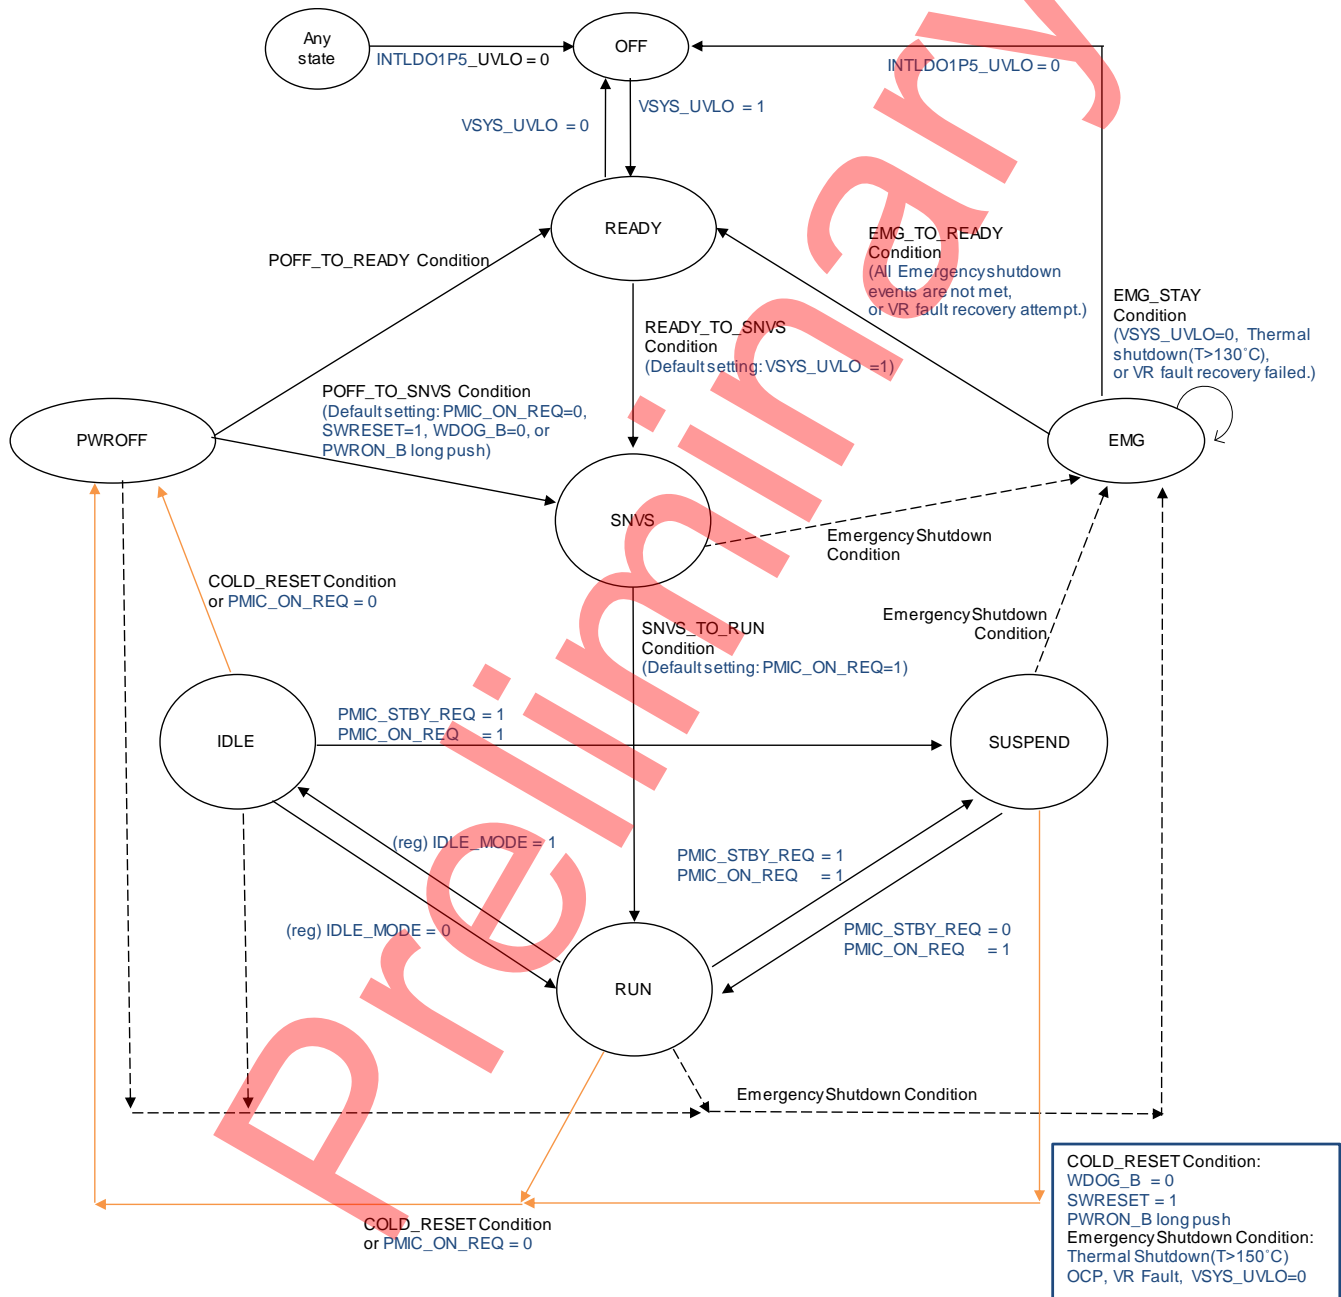 Any
state
OFF
INTLDO1P5_UVLO = 0
INTLDO1P5_UVLO = 0
VSYS_UVLO = 1
VSYS_UVLO = 0
READY
POFF_TO_READY Condition
EMG_TO_READY
Condition
(All Emergency shutdown
events are not met,
or VR fault recovery attempt.)
EMG_STAY
Condition
(VSYS_UVLO=0, Thermal
shutdown(T>130°C),
or VR fault recovery failed.)
READY_TO_SNVS
Condition
(Default setting: VSYS_UVLO =1)
POFF_TO_SNVS Condition
(Default setting: PMIC_ON_REQ=0,
SWRESET=1, WDOG_B=0, or
PWRON_B long push)
PWROFF
EMG
SNVS
Emergency Shutdown
Condition
COLD_RESET Condition
or PMIC_ON_REQ = 0
Emergency Shutdown
Condition
SNVS_TO_RUN
Condition
(Default setting: PMIC_ON_REQ=1)
IDLE
PMIC_STBY_REQ = 1
PMIC_ON_REQ = 1
SUSPEND
(reg) IDLE_MODE = 1
PMIC_STBY_REQ = 1
PMIC_ON_REQ = 1
(reg) IDLE_MODE = 0
PMIC_STBY_REQ = 0
PMIC_ON_REQ = 1
RUN
Emergency Shutdown Condition
COLD_RESET Condition
or PMIC_ON_REQ = 0
COLD_RESET Condition:
WDOG_B = 0
SWRESET = 1
PWRON_B long push
Emergency Shutdown Condition:
Thermal Shutdown(T>150°C)
OCP, VR Fault, VSYS_UVLO=0
Preliminary